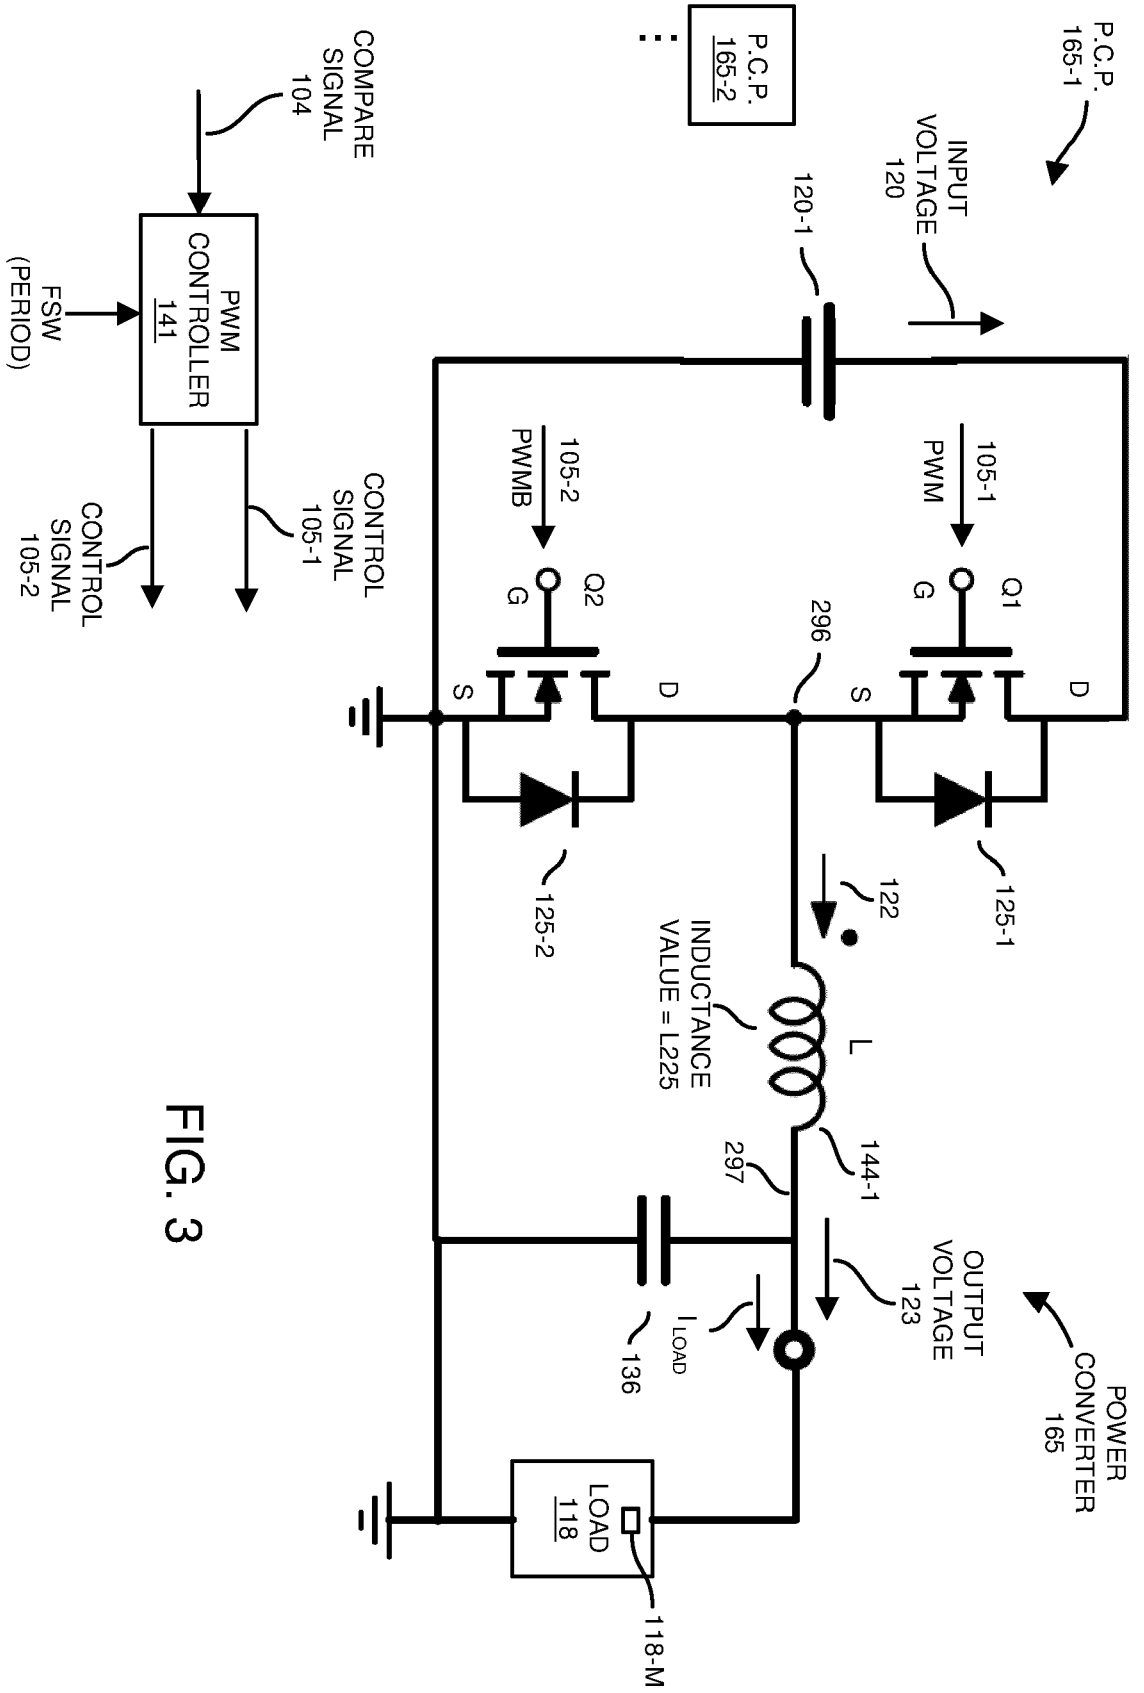 P.C.P.
165-1
P.C.P.
165-2
...
INPUT
VOLTAGE
120
120-1
105-1
PWM
Q1
G
D
S
125-1
296
105-2
PWMB
Q2
G
D
S
125-2
122
L
INDUCTANCE
VALUE = L225
144-1
297
OUTPUT
VOLTAGE
123
POWER
CONVERTER
165
ILOAD
136
LOAD
118
118-M
COMPARE
SIGNAL
104
PWM
CONTROLLER
141
FSW
(PERIOD)
CONTROL
SIGNAL
105-1
CONTROL
SIGNAL
105-2
FIG. 3